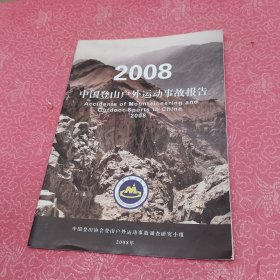 2008
中国登山户外运动事故报告
Accidents of Mountaineering and
Outdoor Sports in China
2008
中国登山协会登山户外运动事故调查研究小组
2008年